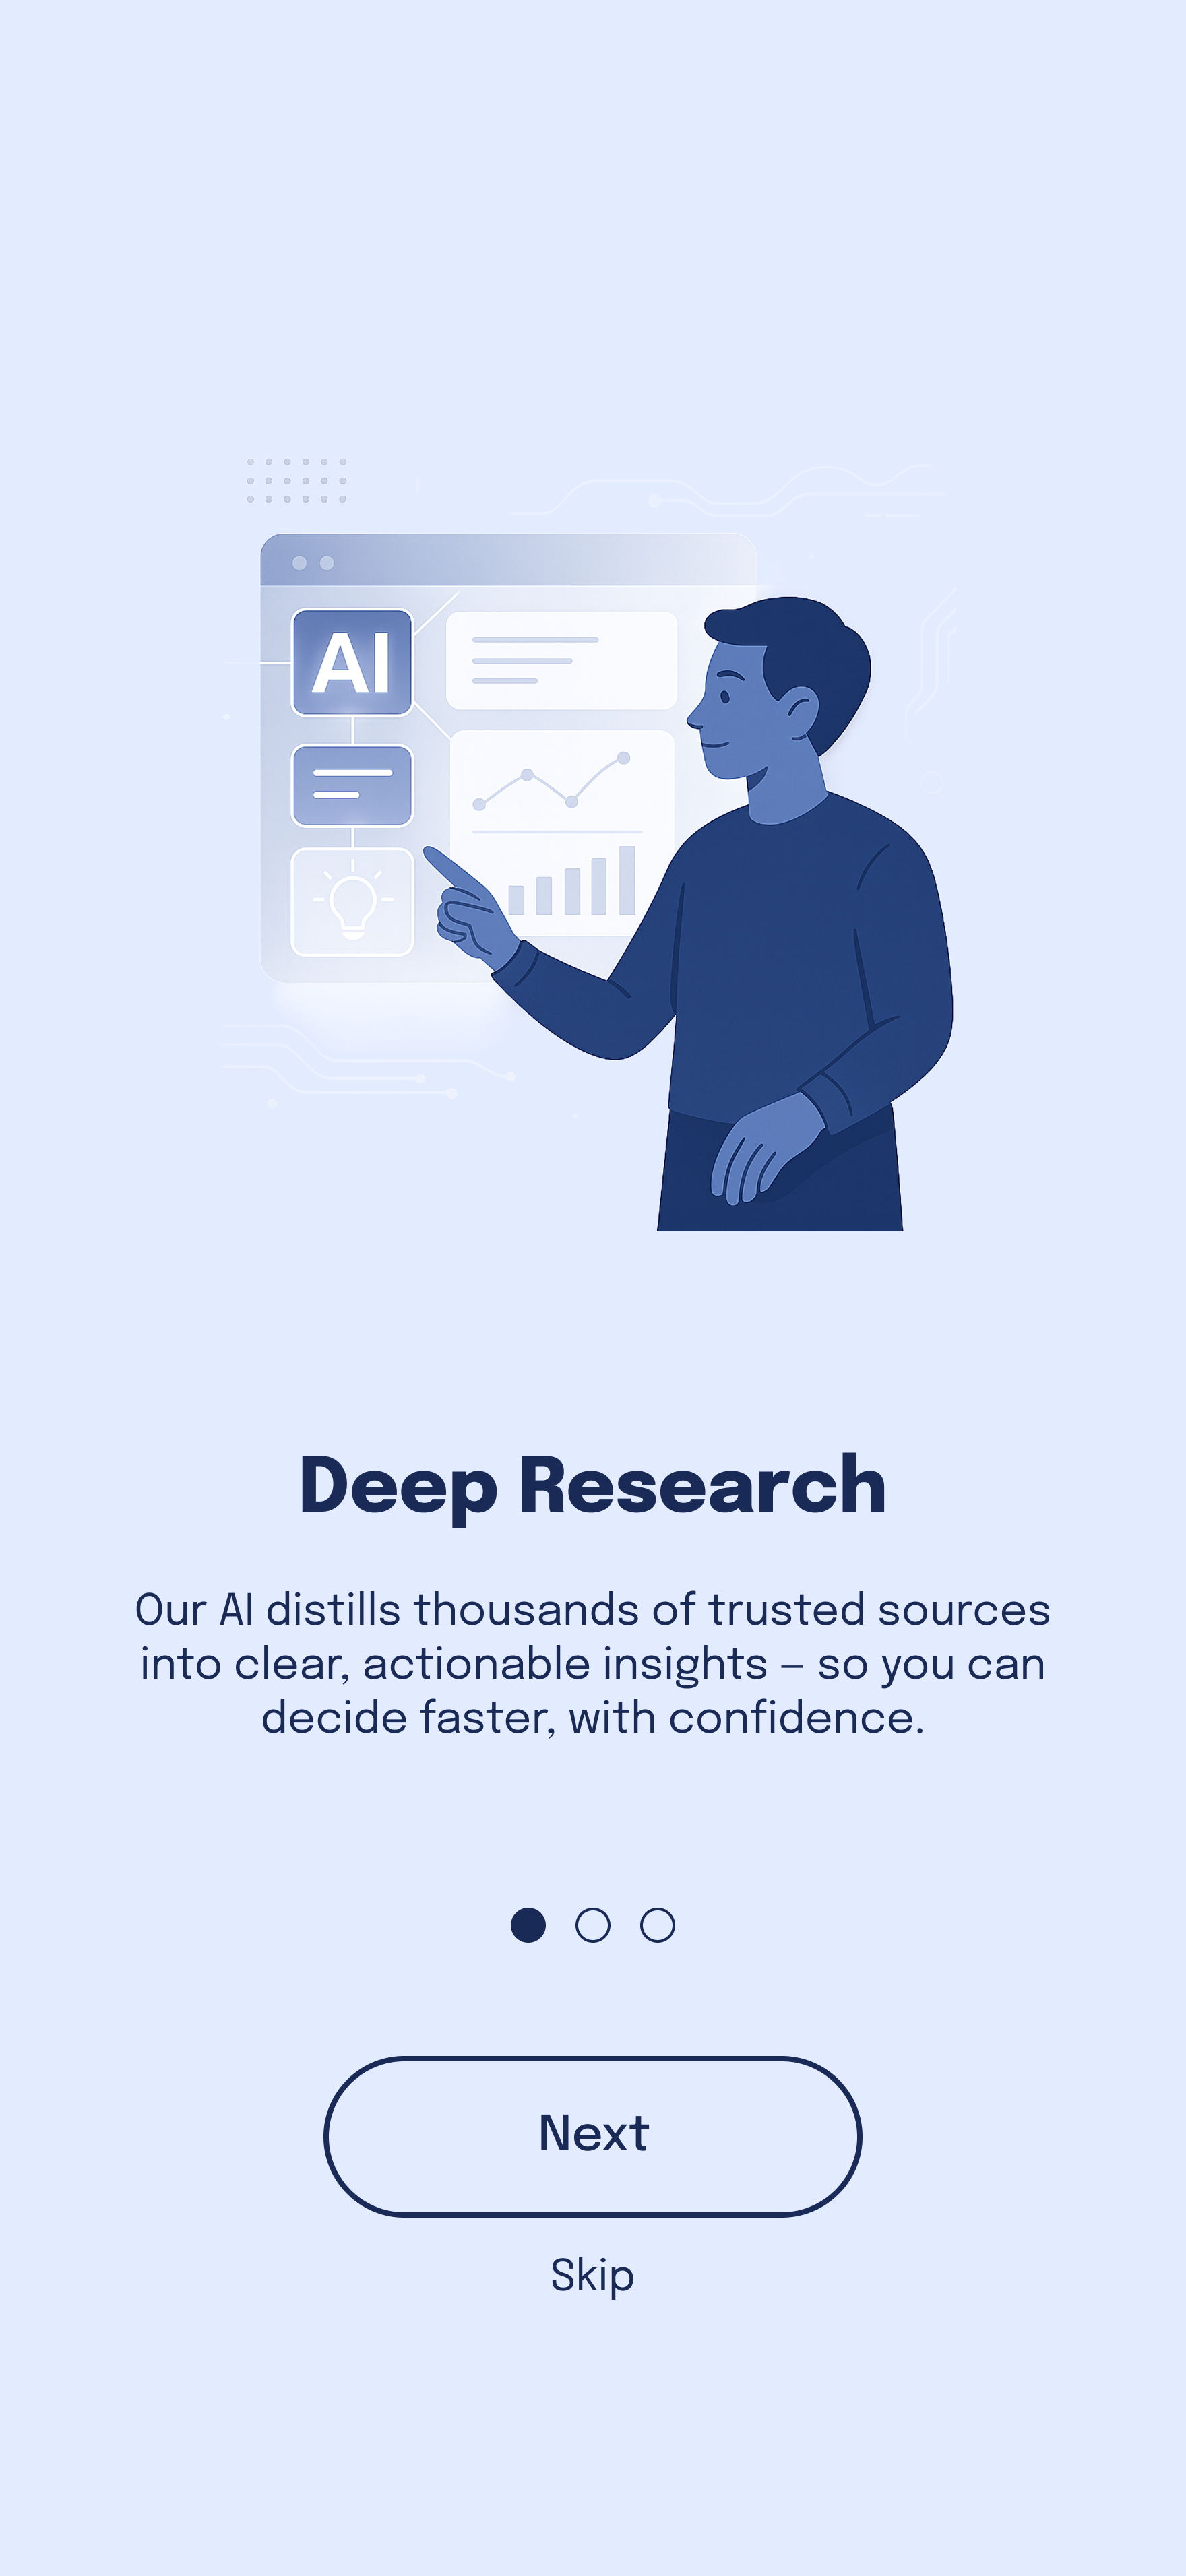 AI
Deep Research
Our AI distills thousands of trusted sources
into clear, actionable insights – so you can
decide faster, with confidence.
Next
Skip